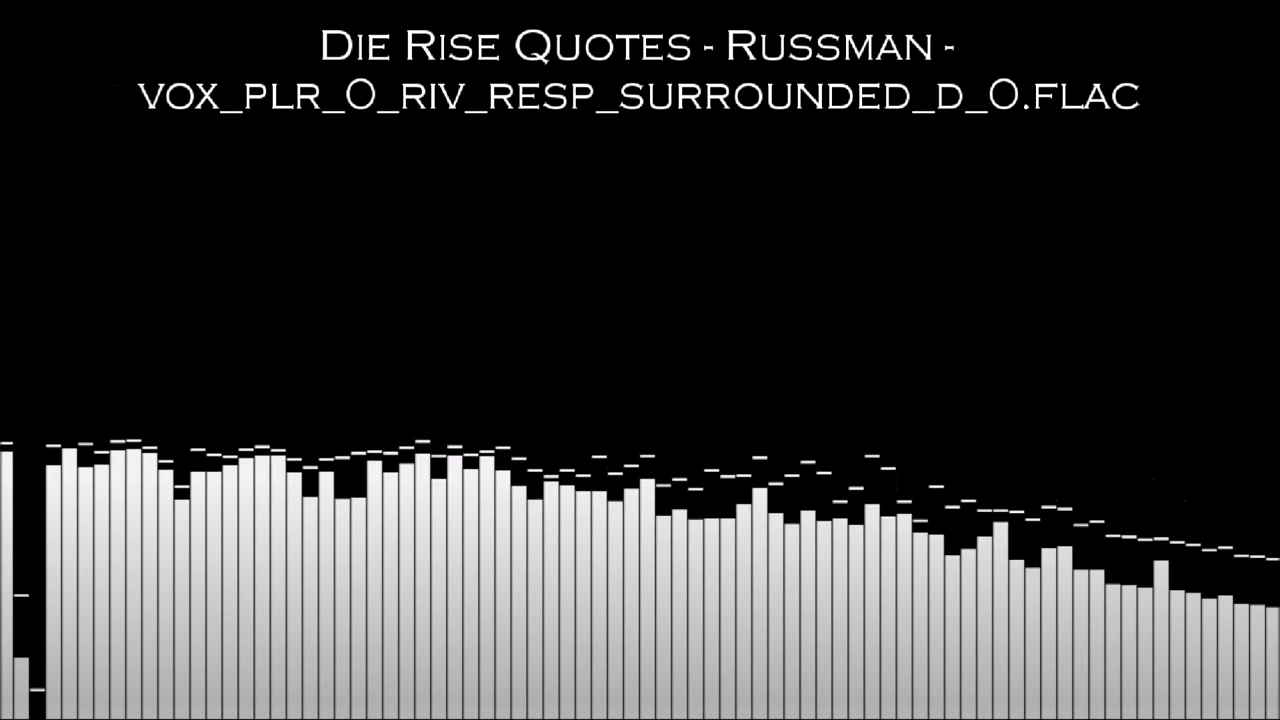 Die Rise Quotes - Russman -
vox_plr_0_riv_resp_surrounded_d_0.flac